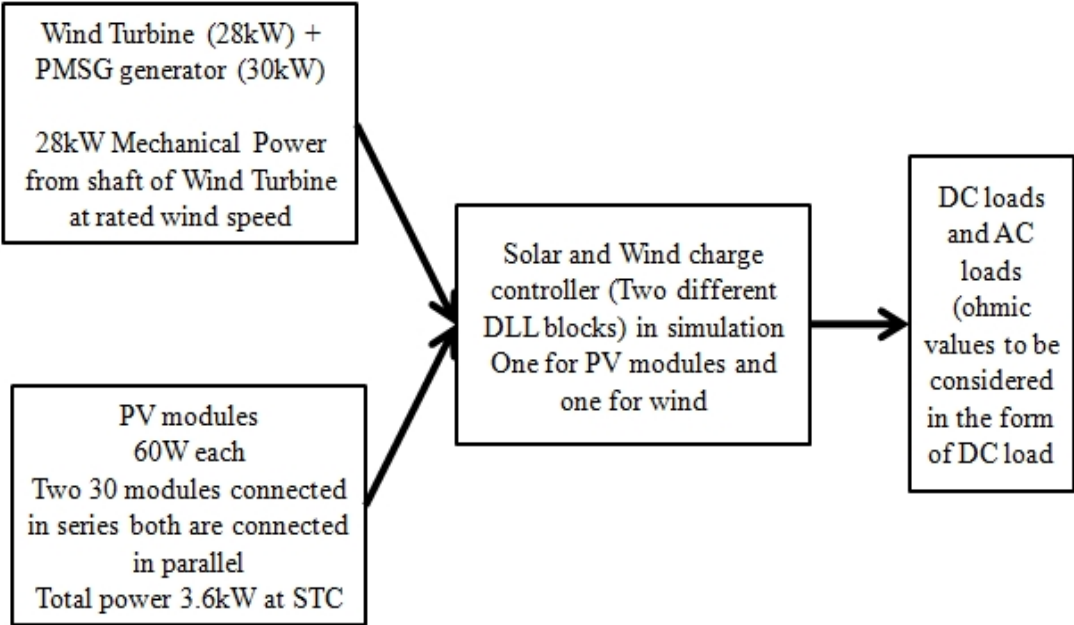 Wind Turbine (28kW) +
PMSG generator (30kW)
28kW Mechanical Power
from shaft of Wind Turbine
at rated wind speed
PV modules
60W each
Two 30 modules connected
in series both are connected
in parallel
Total power 3.6kW at STC
Solar and Wind charge
controller (Two different
DLL blocks) in simulation
One for PV modules and
one for wind
DC loads
and AC
loads
(ohmic
values to be
considered
in the form
of DC load